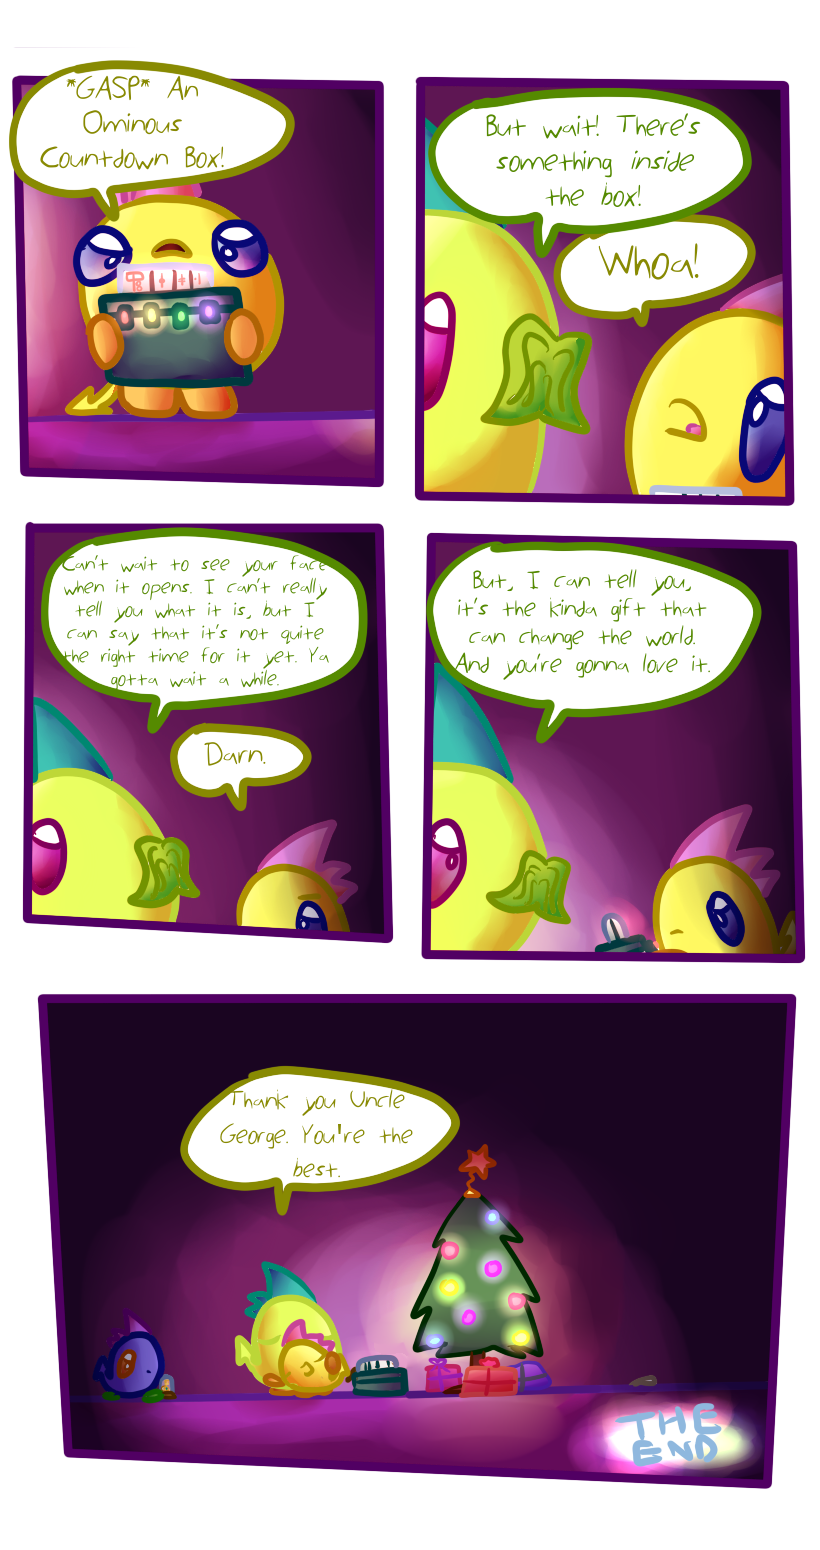 *GASP* An
Ominous
Countdown Box!
But wait! There's
something inside
the box!
Whoa!
Can't wait to see your face
when it opens. I can't really
tell you what it is, but I
can say that it's not quite
the right time for it yet. Ya
gotta wait a while.
Darn.
But, I can tell you,
it's the kinda gift that
can change the world.
And you're gonna love it.
Thank you Uncle
George. You're the
best.
THE
END